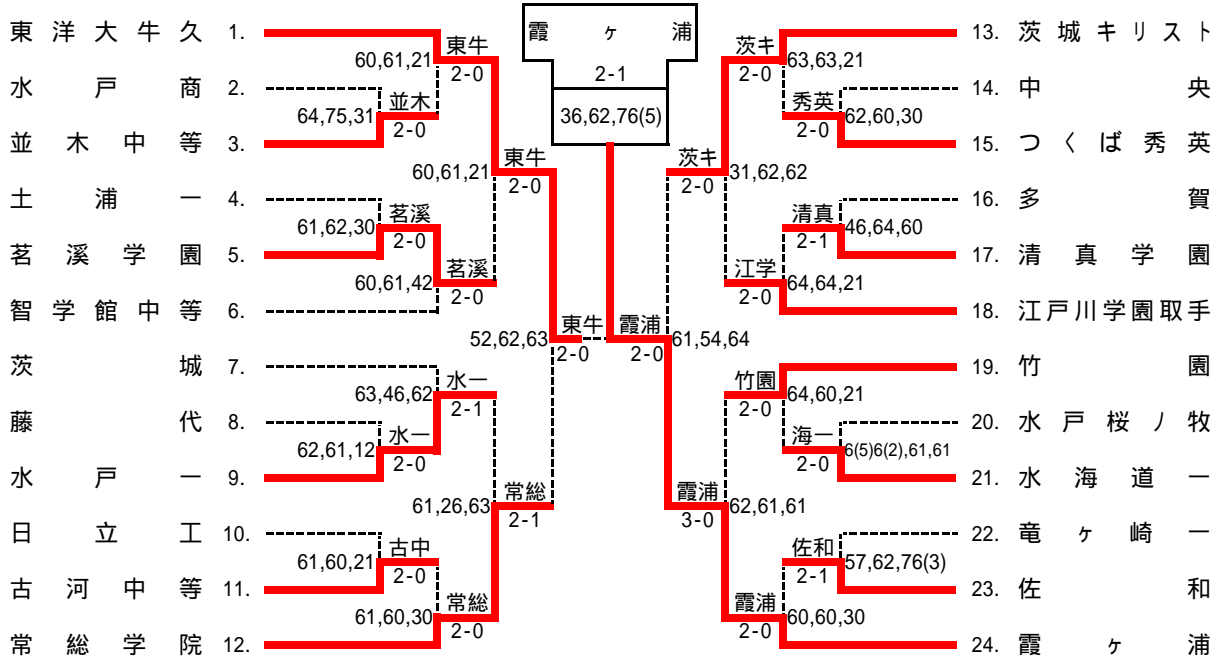 霞ヶ浦
2-1
36,62,76(5)
東洋大牛久 1.
水戸商 2.
並木中等 3.
土浦一 4.
茗溪学園 5.
智学館中等 6.
茨城 7.
藤代 8.
水戸一 9.
日立工 10.
古河中等 11.
常総学院 12.
東牛
60,61,21
2-0
並木
64,75,31
2-0
東牛
60,61,21
2-0
茗溪
61,62,30
2-0
茗溪
60,61,42
2-0
東牛
52,62,63
2-0
水一
63,46,62
2-1
水一
62,61,12
2-0
常総
61,26,63
2-1
古中
61,60,21
2-0
常総
61,60,30
2-0
茨キ
63,63,21
2-0
秀英
62,60,30
2-0
茨キ
31,62,62
2-0
清真
46,64,60
2-1
江学
64,64,21
2-0
霞浦
61,54,64
2-0
竹園
64,60,21
2-0
海一
6(5)6(2),61,61
2-0
霞浦
62,61,61
3-0
佐和
57,62,76(3)
2-1
霞浦
60,60,30
2-0
13. 茨城キリスト
14. 中央
15. つくば秀英
16. 多賀
17. 清真学園
18. 江戸川学園取手
19. 竹園
20. 水戸桜ノ牧
21. 水海道一
22. 竜ヶ崎一
23. 佐和
24. 霞ヶ浦